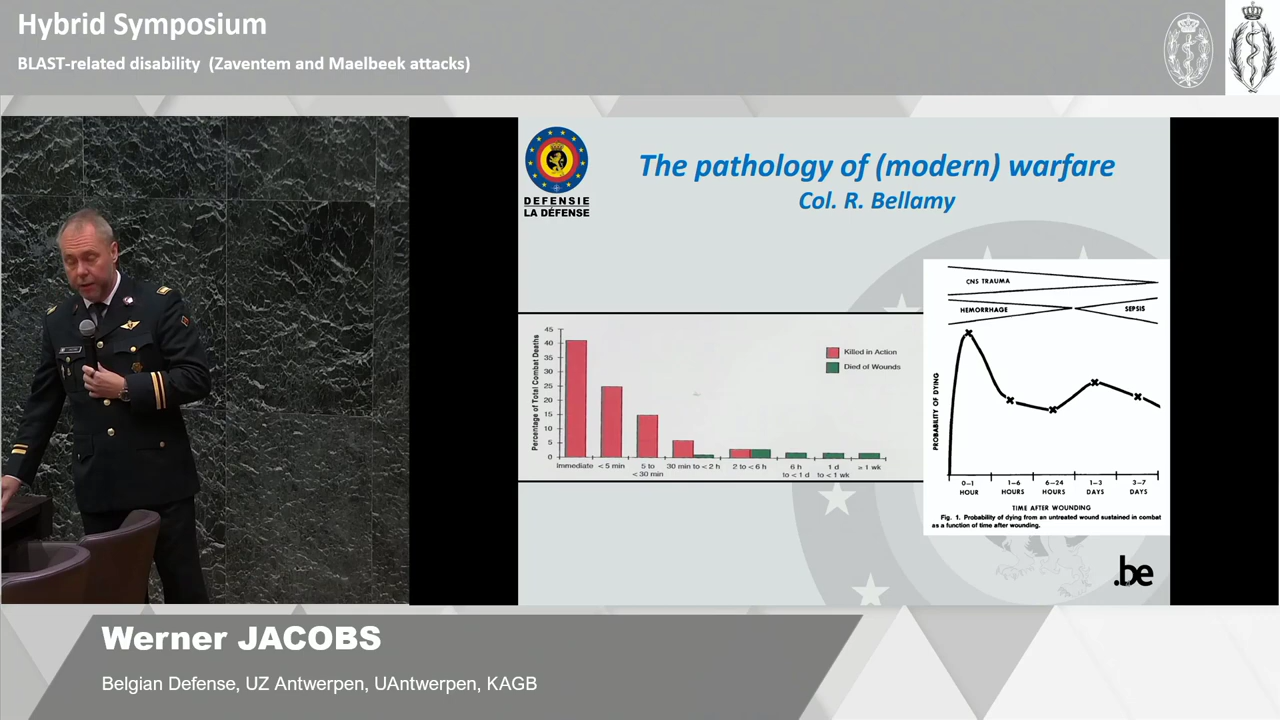 Hybrid Symposium
BLAST-related disability (Zaventem and Maelbeek attacks)
DEFENSIE
LA DÉFENSE
The pathology of (modern) warfare
Col. R. Bellamy
Percentage of Total Combat Deaths
45
40
35
30
25
20
15
10
5
0
Killed in Action
Died of Wounds
Immediate
< 5 min
5 to
< 30 min
30 min to < 2 h
2 to < 6 h
6 h
to < 1 d
1 d
to < 1 wk
≥ 1 wk
CNS TRAUMA
HEMORRHAGE
SEPSIS
PROBABILITY OF DYING
0–1
HOUR
1–6
HOURS
6–24
HOURS
1–3
DAYS
3–7
DAYS
TIME AFTER WOUNDING
Fig. 1. Probability of dying from an untreated wound sustained in combat
as a function of time after wounding.
.be
Werner JACOBS
Belgian Defense, UZ Antwerpen, UAntwerpen, KAGB